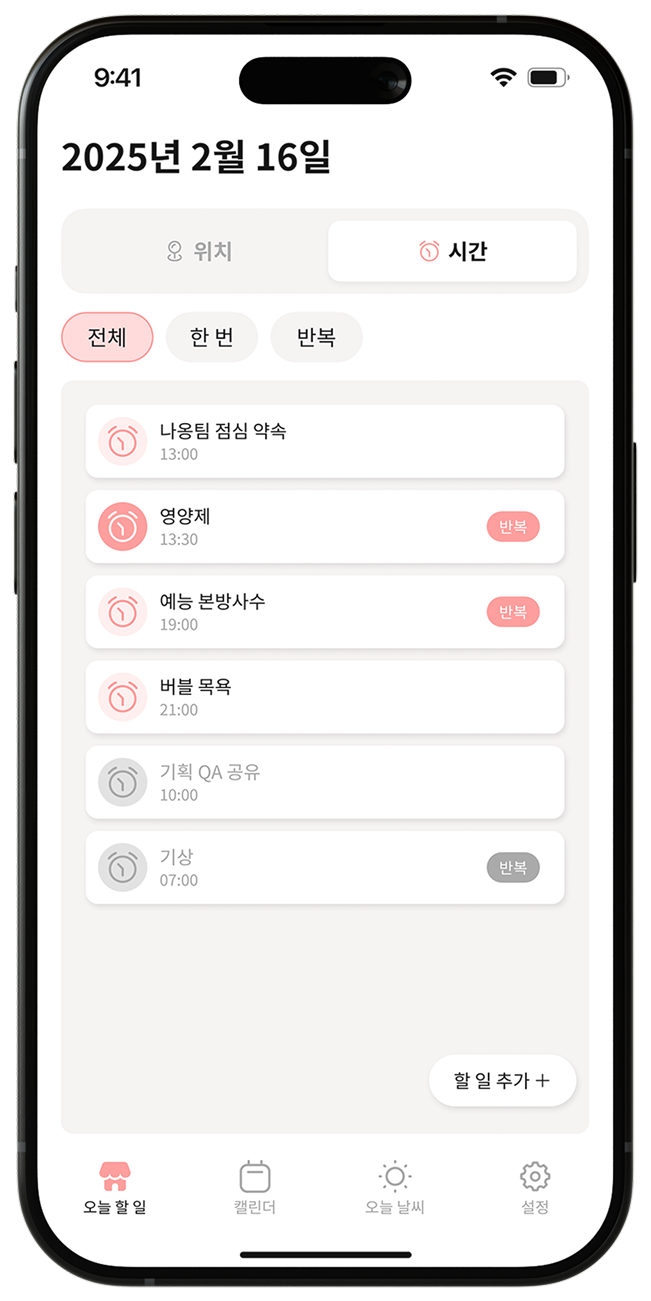 9:41
2025년 2월 16일
위치
시간
전체
한 번
반복
나옹팀 점심 약속
13:00
영양제
13:30
반복
예능 본방사수
19:00
반복
버블 목욕
21:00
기획 QA 공유
10:00
기상
07:00
반복
할 일 추가 +
오늘 할 일
캘린더
오늘 날씨
설정